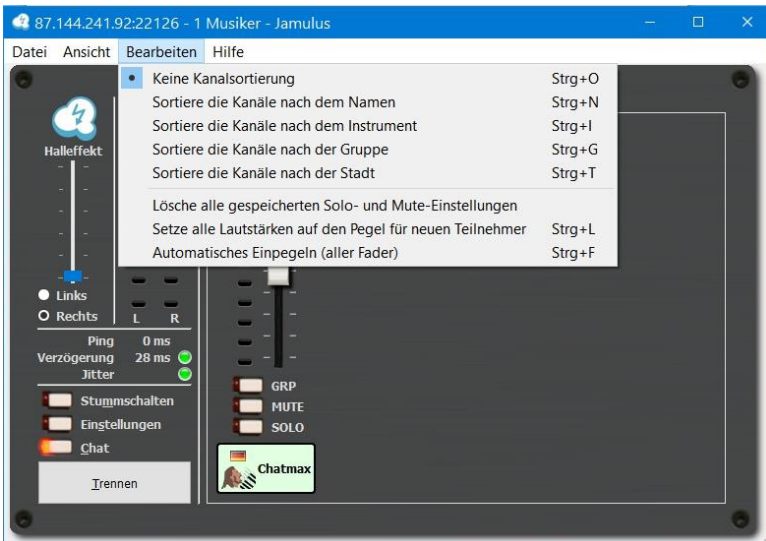 87.144.241.92:22126 - 1 Musiker - Jamulus
Datei Ansicht Bearbeiten Hilfe
Keine Kanalsortierung Strg+O
Sortiere die Kanäle nach dem Namen Strg+N
Sortiere die Kanäle nach dem Instrument Strg+I
Sortiere die Kanäle nach der Gruppe Strg+G
Sortiere die Kanäle nach der Stadt Strg+T
Lösche alle gespeicherten Solo- und Mute-Einstellungen
Setze alle Lautstärken auf den Pegel für neuen Teilnehmer Strg+L
Automatisches Einpegeln (aller Fader) Strg+F
Halleffekt
Links
Rechts
L R
Ping 0 ms
Verzögerung 28 ms
Jitter
Stummschalten
Einstellungen
Chat
Trennen
GRP
MUTE
SOLO
Chatmax